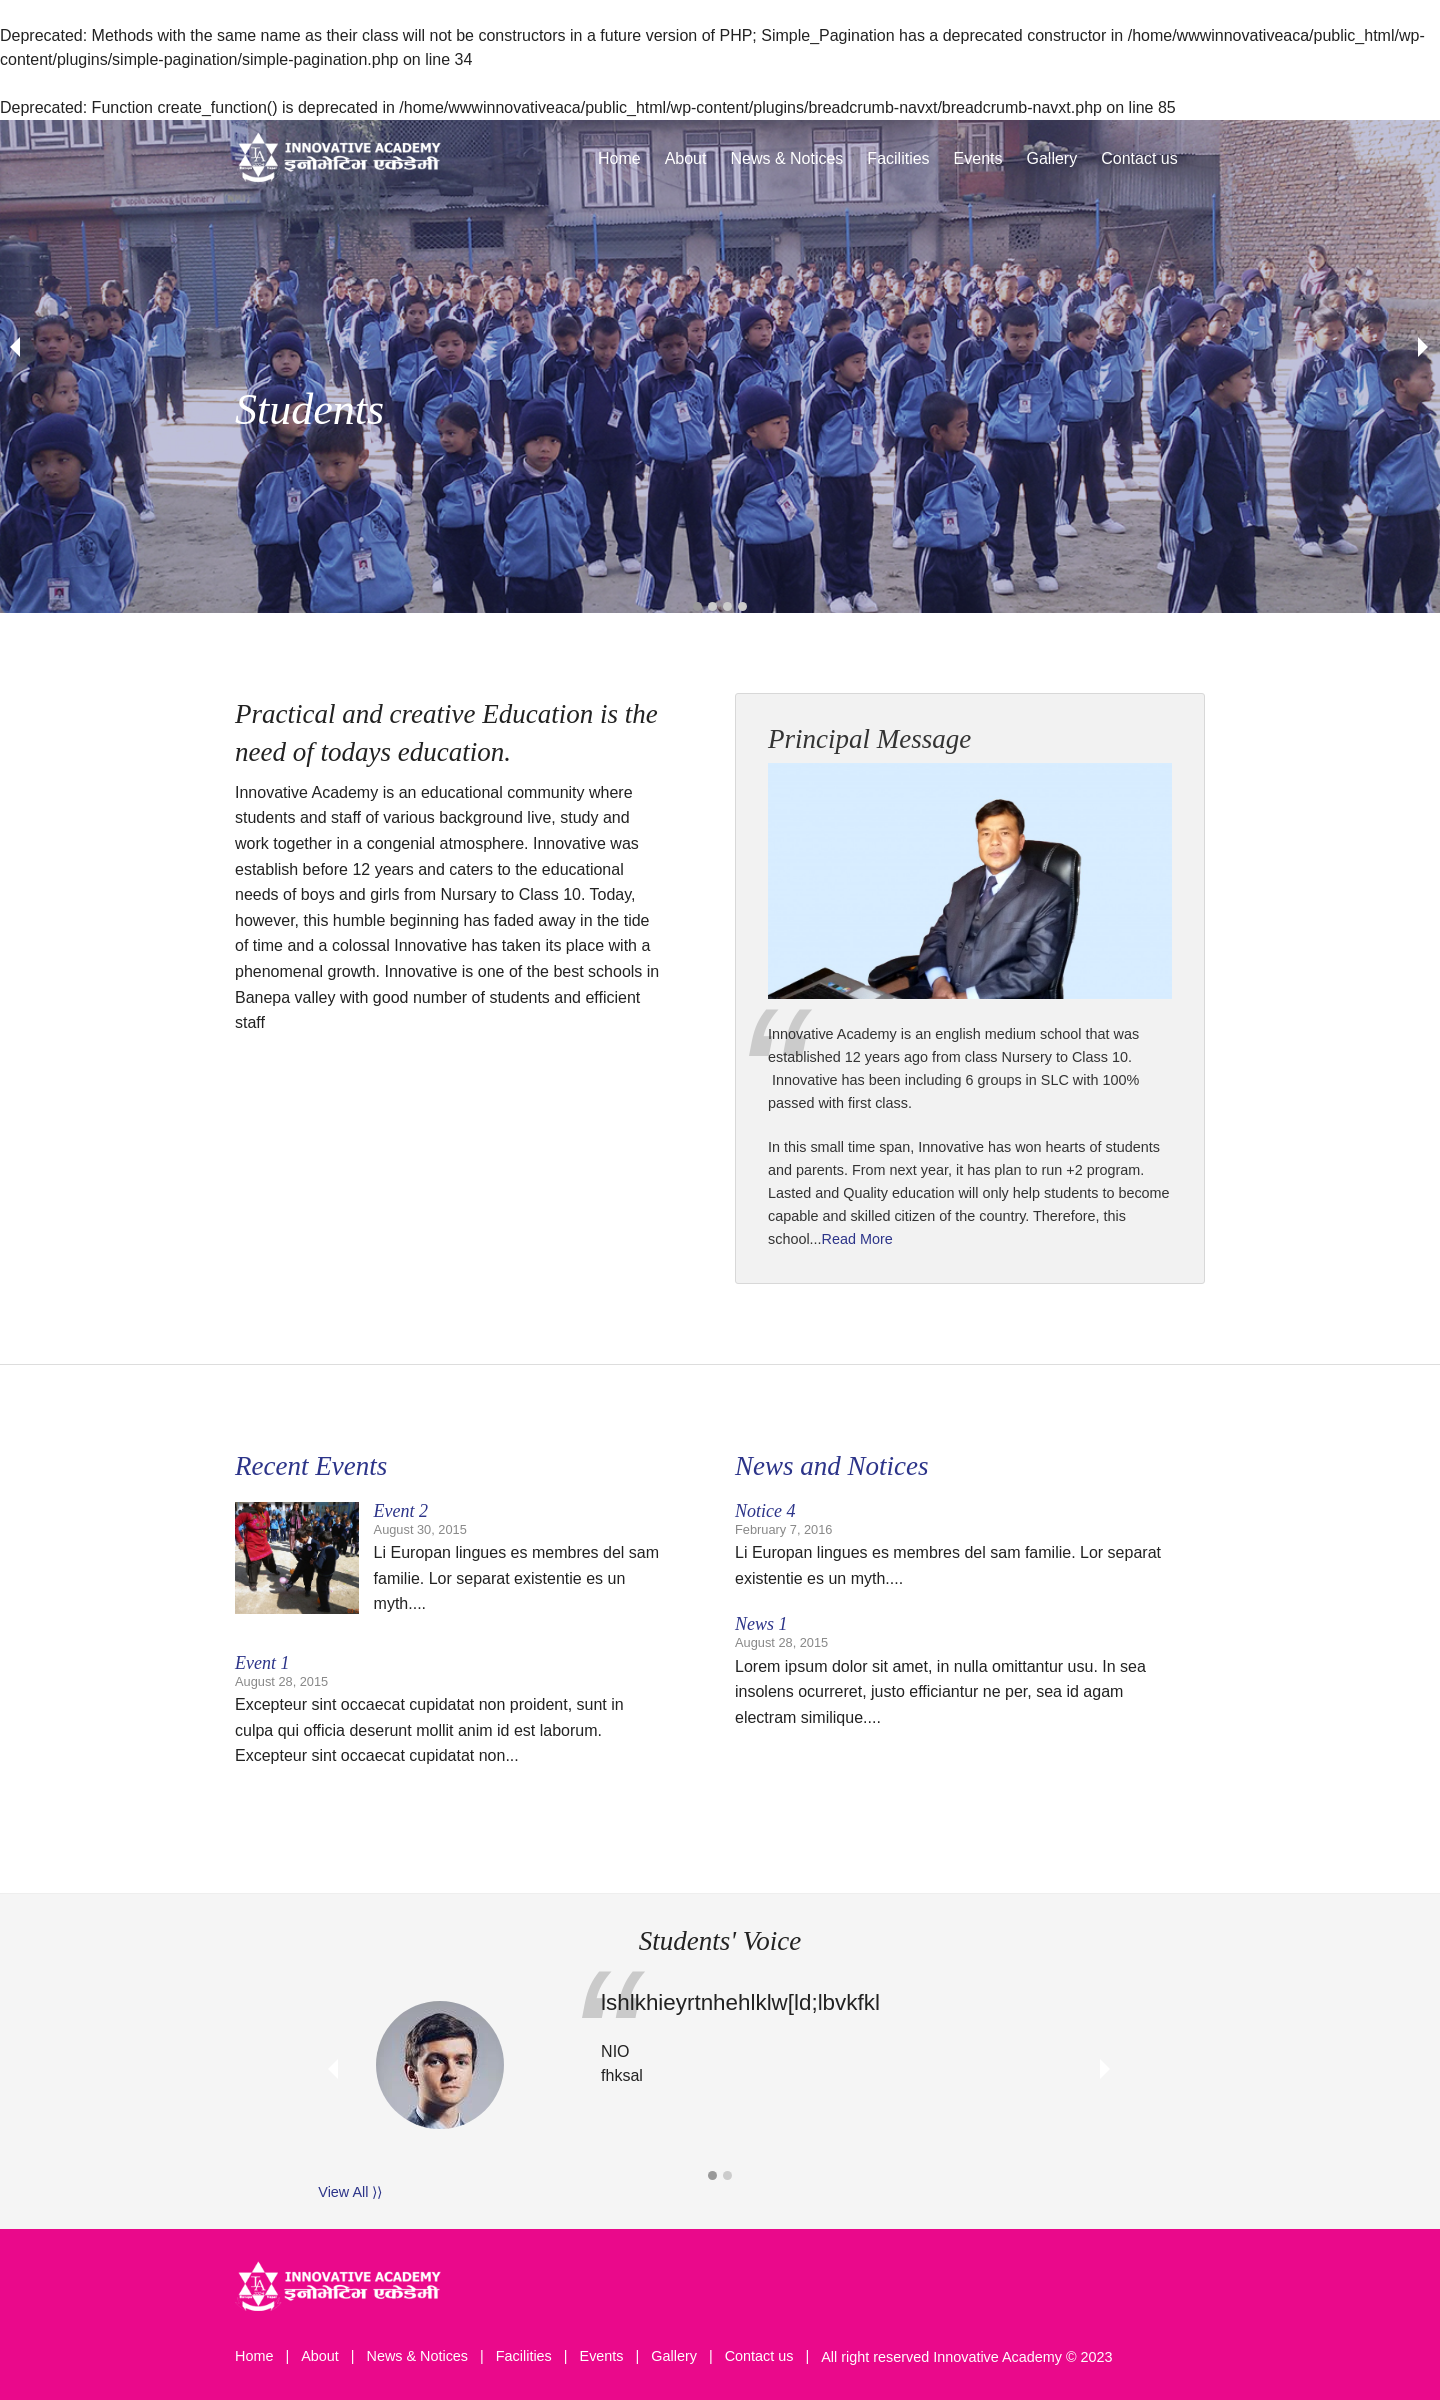 Deprecated: Methods with the same name as their class will not be constructors in a future version of PHP; Simple_Pagination has a deprecated constructor in /home/wwwinnovativeaca/public_html/wp-
content/plugins/simple-pagination/simple-pagination.php on line 34
Deprecated: Function create_function() is deprecated in /home/wwwinnovativeaca/public_html/wp-content/plugins/breadcrumb-navxt/breadcrumb-navxt.php on line 85
INNOVATIVE ACADEMY
इनोभेटिभ एकेडेमी
Home About News & Notices Facilities Events Gallery Contact us
Students
Practical and creative Education is the
need of todays education.
Innovative Academy is an educational community where
students and staff of various background live, study and
work together in a congenial atmosphere. Innovative was
establish before 12 years and caters to the educational
needs of boys and girls from Nursary to Class 10. Today,
however, this humble beginning has faded away in the tide
of time and a colossal Innovative has taken its place with a
phenomenal growth. Innovative is one of the best schools in
Banepa valley with good number of students and efficient
staff
Principal Message
“
Innovative Academy is an english medium school that was
established 12 years ago from class Nursery to Class 10.
Innovative has been including 6 groups in SLC with 100%
passed with first class.
In this small time span, Innovative has won hearts of students
and parents. From next year, it has plan to run +2 program.
Lasted and Quality education will only help students to become
capable and skilled citizen of the country. Therefore, this
school...Read More
Recent Events
Event 2
August 30, 2015
Li Europan lingues es membres del sam
familie. Lor separat existentie es un
myth....
Event 1
August 28, 2015
Excepteur sint occaecat cupidatat non proident, sunt in
culpa qui officia deserunt mollit anim id est laborum.
Excepteur sint occaecat cupidatat non...
News and Notices
Notice 4
February 7, 2016
Li Europan lingues es membres del sam familie. Lor separat
existentie es un myth....
News 1
August 28, 2015
Lorem ipsum dolor sit amet, in nulla omittantur usu. In sea
insolens ocurreret, justo efficiantur ne per, sea id agam
electram similique....
Students' Voice
“
lshlkhieyrtnhehlklw[ld;lbvkfkl
NIO
fhksal
View All ⟩⟩
INNOVATIVE ACADEMY
इनोभेटिभ एकेडेमी
Home | About | News & Notices | Facilities | Events | Gallery | Contact us | All right reserved Innovative Academy © 2023